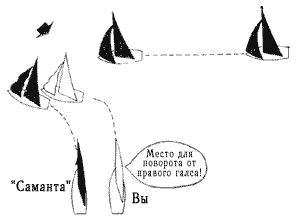 Место для
поворота от
правого галса!
"Саманта"
Вы